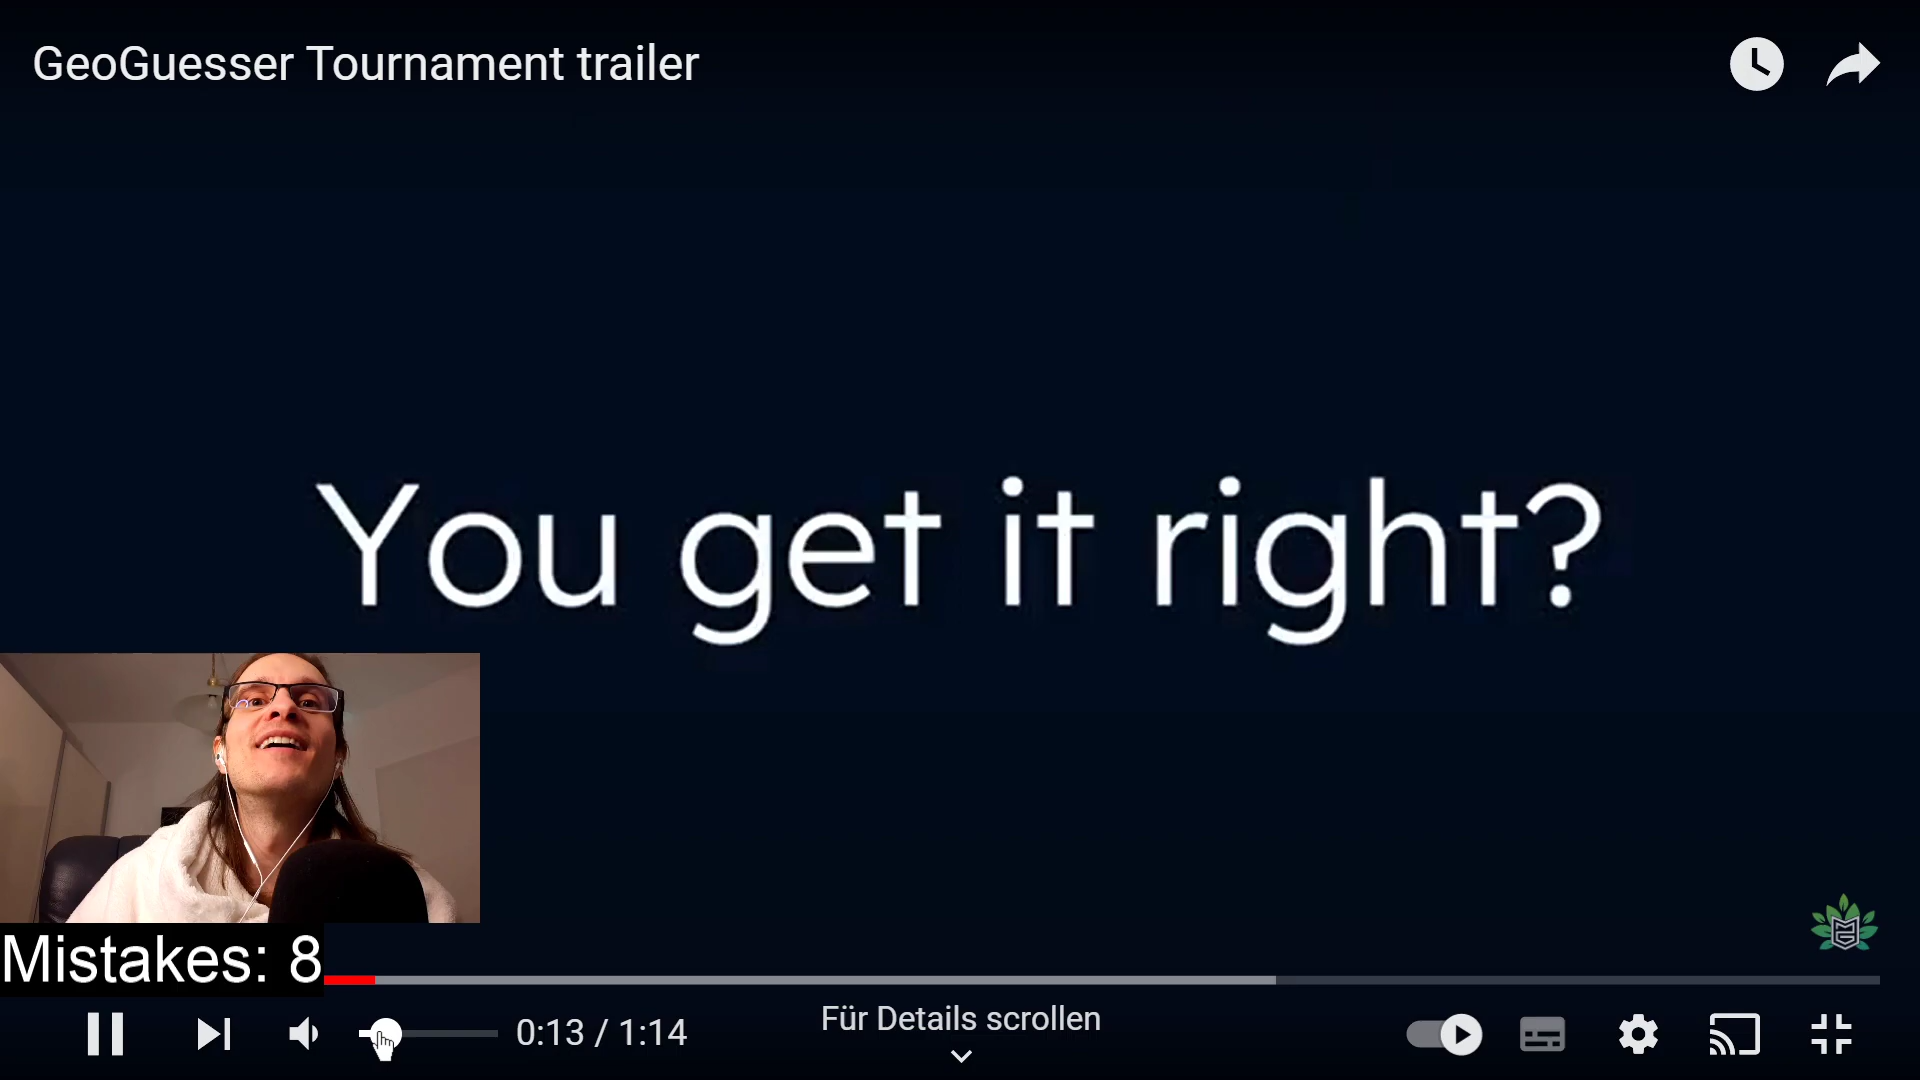 GeoGuesser Tournament trailer
You get it right?
Mistakes: 8
0:13 / 1:14
Für Details scrollen